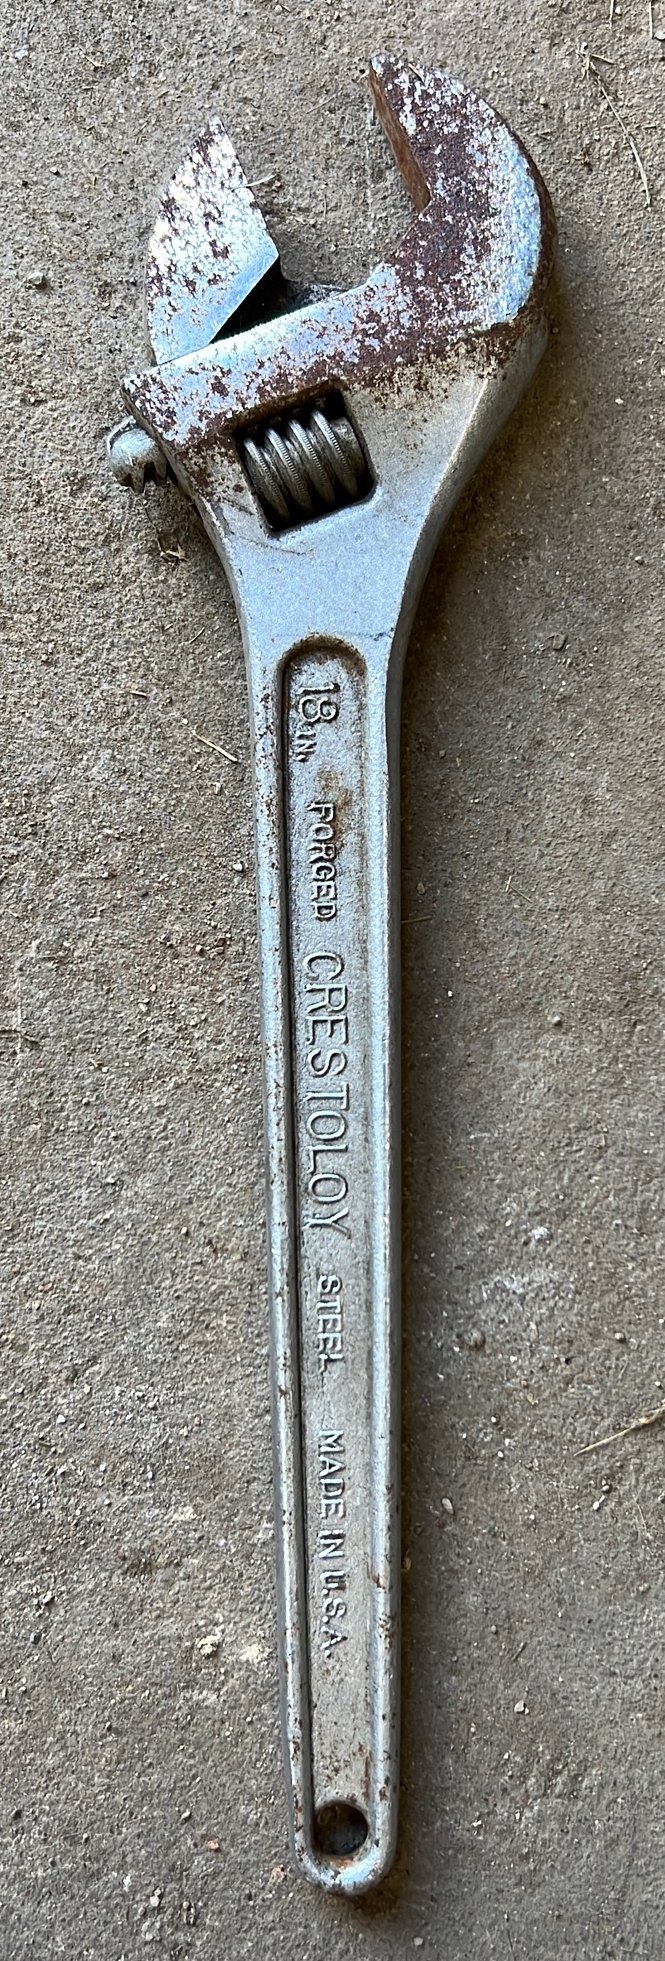 18 IN. FORGED CRESTOLOY STEEL MADE IN U.S.A.